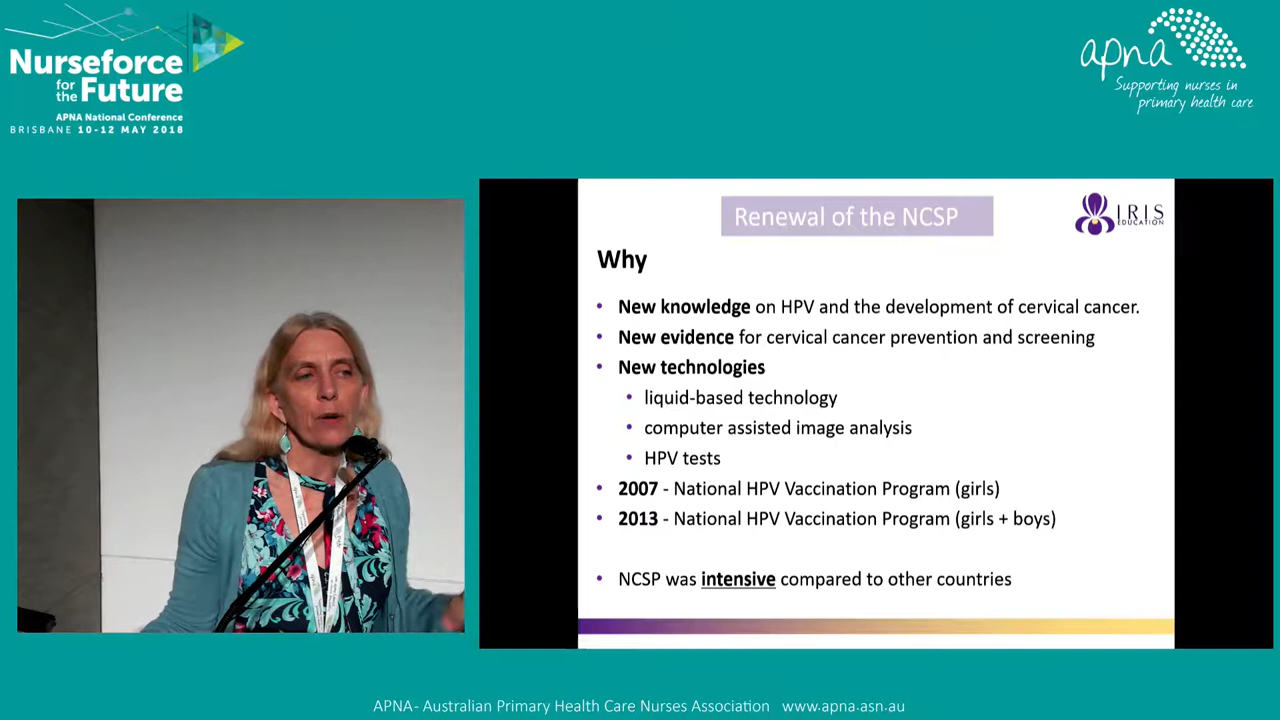 Nurseforce
for the Future
APNA National Conference
BRISBANE 10-12 MAY 2018
apna
Supporting nurses in
primary health care
Renewal of the NCSP
IRIS
EDUCATION
Why
• New knowledge on HPV and the development of cervical cancer.
• New evidence for cervical cancer prevention and screening
• New technologies
• liquid-based technology
• computer assisted image analysis
• HPV tests
• 2007 - National HPV Vaccination Program (girls)
• 2013 - National HPV Vaccination Program (girls + boys)
• NCSP was intensive compared to other countries
APNA- Australian Primary Health Care Nurses Association www.apna.asn.au